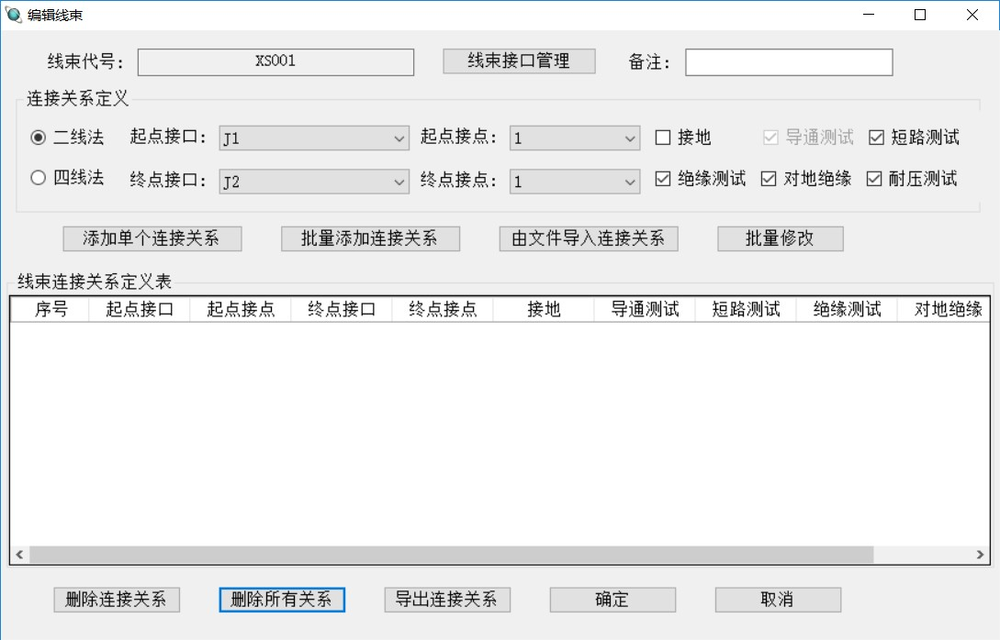 编辑线束
线束代号： XS001 线束接口管理 备注：
连接关系定义
二线法 起点接口： J1 起点接点： 1 接地 导通测试 短路测试
四线法 终点接口： J2 终点接点： 1 绝缘测试 对地绝缘 耐压测试
添加单个连接关系 批量添加连接关系 由文件导入连接关系 批量修改
线束连接关系定义表
序号 起点接口 起点接点 终点接口 终点接点 接地 导通测试 短路测试 绝缘测试 对地绝缘
删除连接关系 删除所有关系 导出连接关系 确定 取消